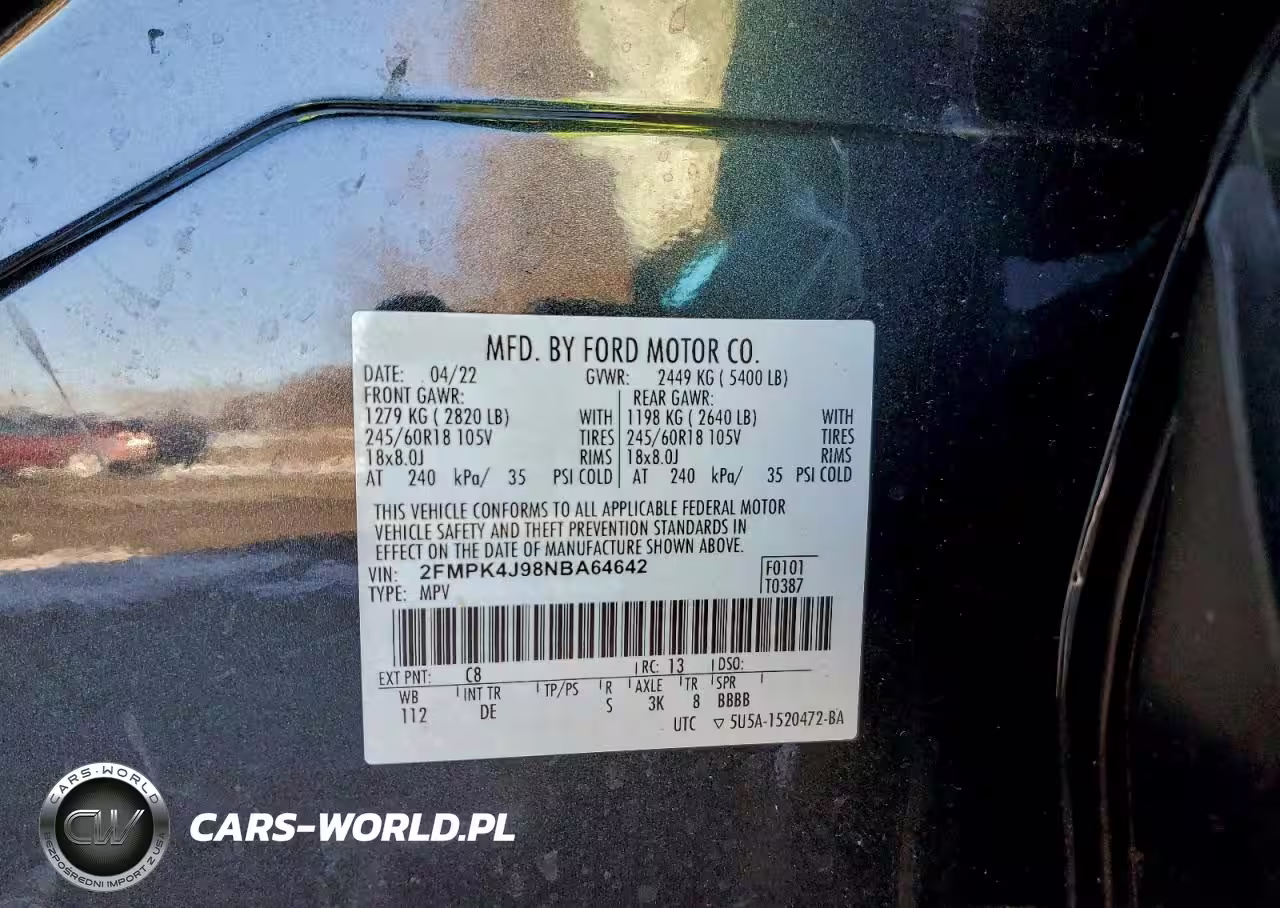 MFD. BY FORD MOTOR CO.
DATE: 04/22 GVWR: 2449 KG ( 5400 LB)
FRONT GAWR: REAR GAWR:
1279 KG ( 2820 LB) WITH 1198 KG ( 2640 LB) WITH
245/60R18 105V TIRES 245/60R18 105V TIRES
18x8.0J RIMS 18x8.0J RIMS
AT 240 kPa/ 35 PSI COLD AT 240 kPa/ 35 PSI COLD
THIS VEHICLE CONFORMS TO ALL APPLICABLE FEDERAL MOTOR
VEHICLE SAFETY AND THEFT PREVENTION STANDARDS IN
EFFECT ON THE DATE OF MANUFACTURE SHOWN ABOVE.
VIN: 2FMPK4J98NBA64642 F0101
TYPE: MPV T0387
EXT PNT: C8 RC: 13 DSO:
WB INT TR TP/PS R AXLE TR SPR
112 DE S 3K 8 BBBB
UTC ▽ 5U5A-1520472-BA
CARS-WORLD
CW
BEZPOŚREDNI IMPORT Z USA
CARS-WORLD.PL